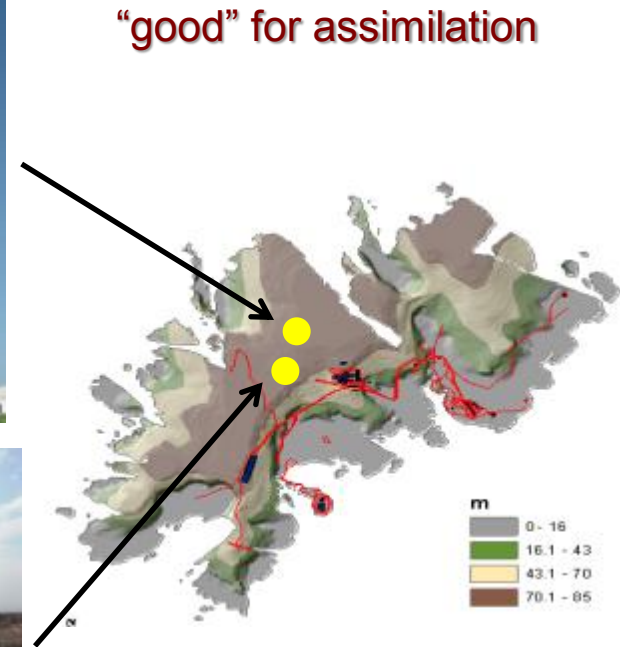 “good” for assimilation
m
0 - 16
16.1 - 43
43.1 - 70
70.1 - 85